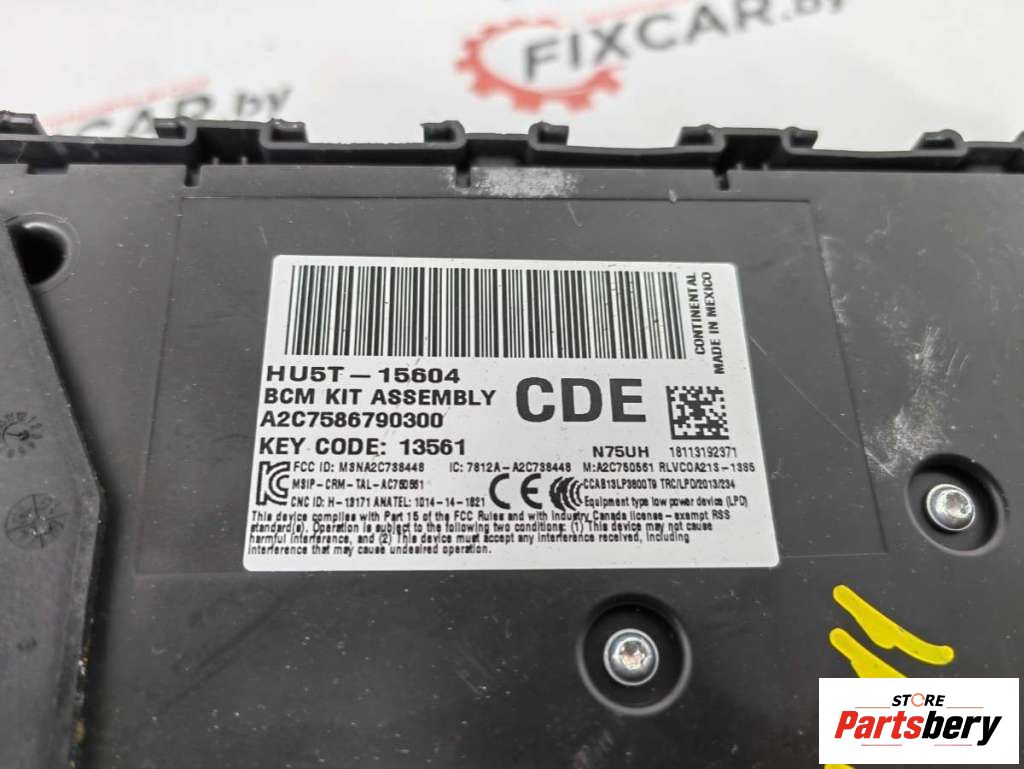 FIXCAR.by
CAR.by
CONTINENTAL
MADE IN MEXICO
HU5T-15604
BCM KIT ASSEMBLY
CDE
A2C7586790300
KEY CODE: 13561
N75UH
18113192371
FCC ID: M3NA2C738448 IC: 7812A-A2C738448 M:A2C750561 RLVCOA213-1385
MSIP-CRM-TAL-AC750561
CCAB13LP3800T9 TRC/LPD/2013/234
CNC ID: H-13171 ANATEL: 1014-14-1821
CE
Equipment type low power device (LPD)
This device complies with Part 15 of the FCC Rules and with Industry Canada license-exempt RSS
standard(s). Operation is subject to the following two conditions: (1) This device may not cause
harmful interference, and (2) This device must accept any interference received, including
interference that may cause undesired operation.
STORE
Partsbery